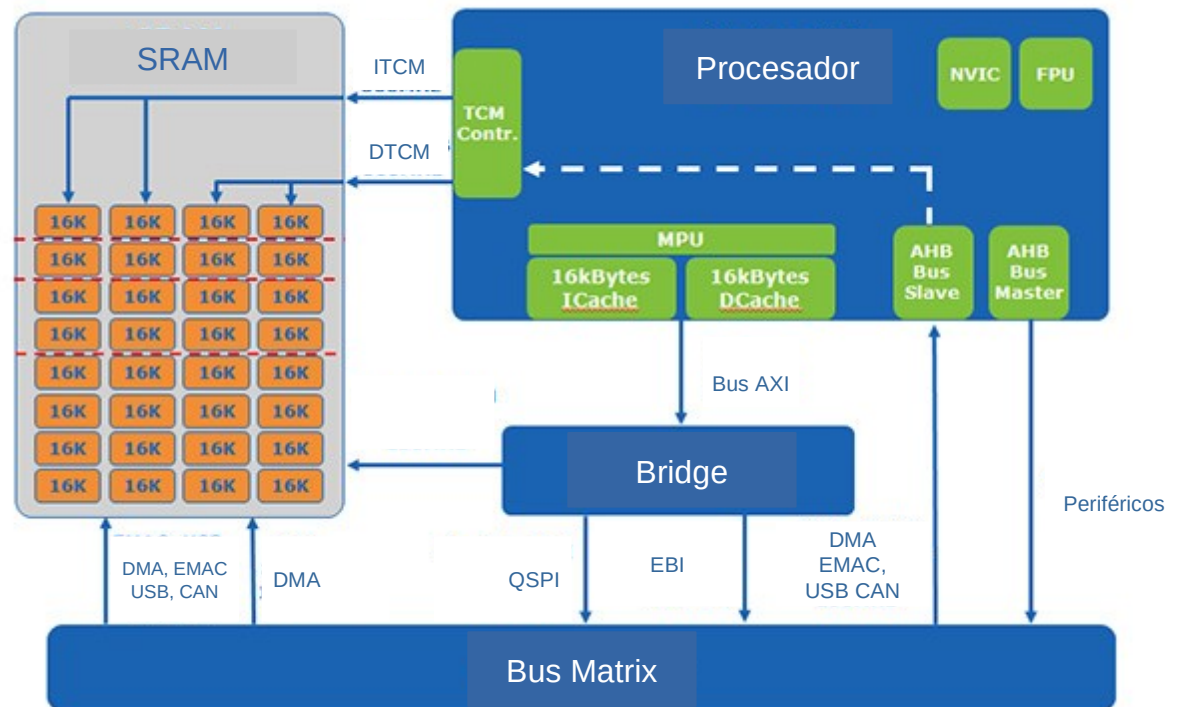 SRAM
ITCM
DTCM
16K 16K 16K 16K
16K 16K 16K 16K
16K 16K 16K 16K
16K 16K 16K 16K
16K 16K 16K 16K
16K 16K 16K 16K
16K 16K 16K 16K
16K 16K 16K 16K
Procesador
NVIC
FPU
TCM
Contr.
MPU
16kBytes
ICache
16kBytes
DCache
AHB
Bus
Slave
AHB
Bus
Master
Bus AXI
Bridge
Periféricos
DMA, EMAC
USB, CAN
DMA
QSPI
EBI
DMA
EMAC,
USB CAN
Bus Matrix